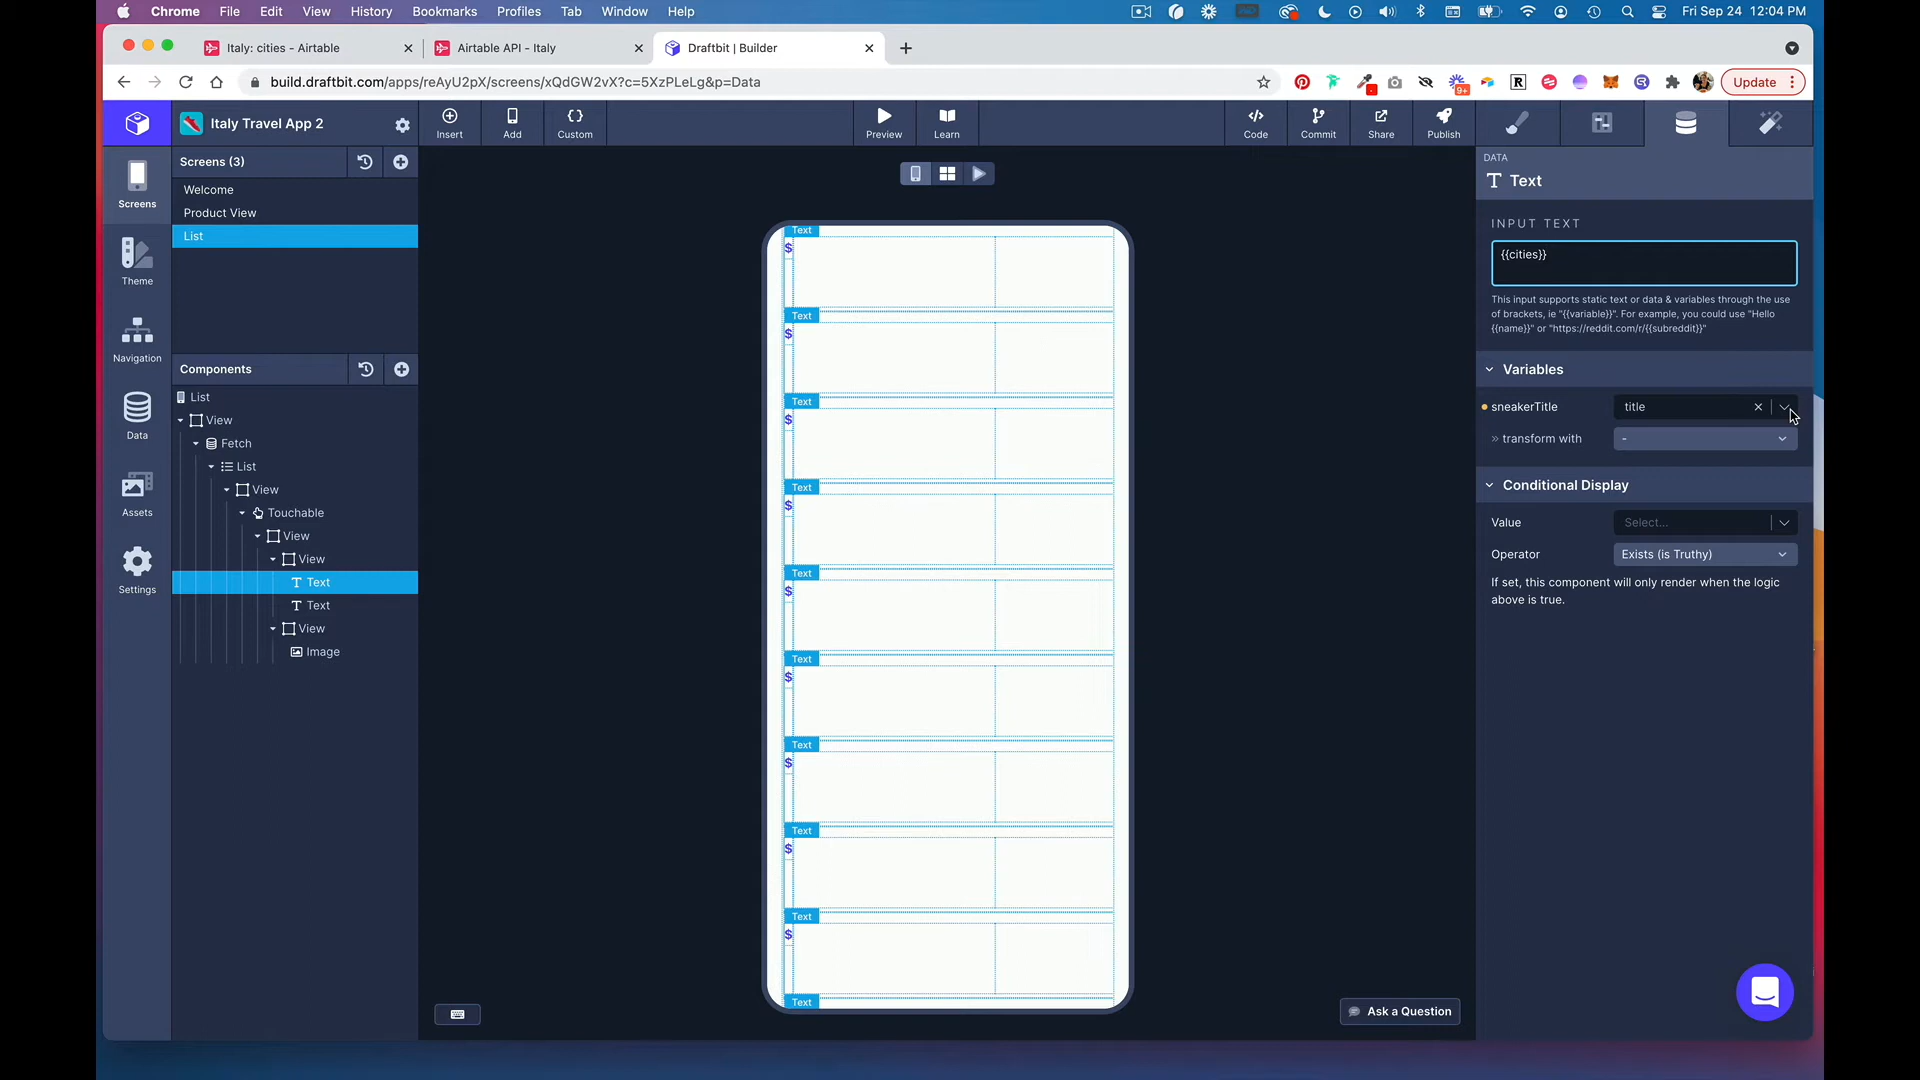 Chrome File Edit View History Bookmarks Profiles Tab Window Help
Fri Sep 24 12:04 PM
Italy: cities - Airtable
Airtable API - Italy
Draftbit | Builder
build.draftbit.com/apps/reAyU2pX/screens/xQdGW2vX?c=5XzPLeLg&p=Data
9+
Update
Italy Travel App 2
Insert
Add
Custom
Preview
Learn
Code
Commit
Share
Publish
Screens (3)
Welcome
Product View
List
Screens
Theme
Navigation
Data
Assets
Settings
Components
List
View
Fetch
List
View
Touchable
View
View
Text
Text
View
Image
Text
$
Text
$
Text
$
Text
$
Text
$
Text
$
Text
$
Text
$
Text
$
Text
Ask a Question
DATA
Text
INPUT TEXT
{{cities}}
This input supports static text or data & variables through the use
of brackets, ie "{{variable}}". For example, you could use "Hello
{{name}}" or "https://reddit.com/r/{{subreddit}}"
Variables
sneakerTitle title
transform with -
Conditional Display
Value Select...
Operator Exists (is Truthy)
If set, this component will only render when the logic
above is true.